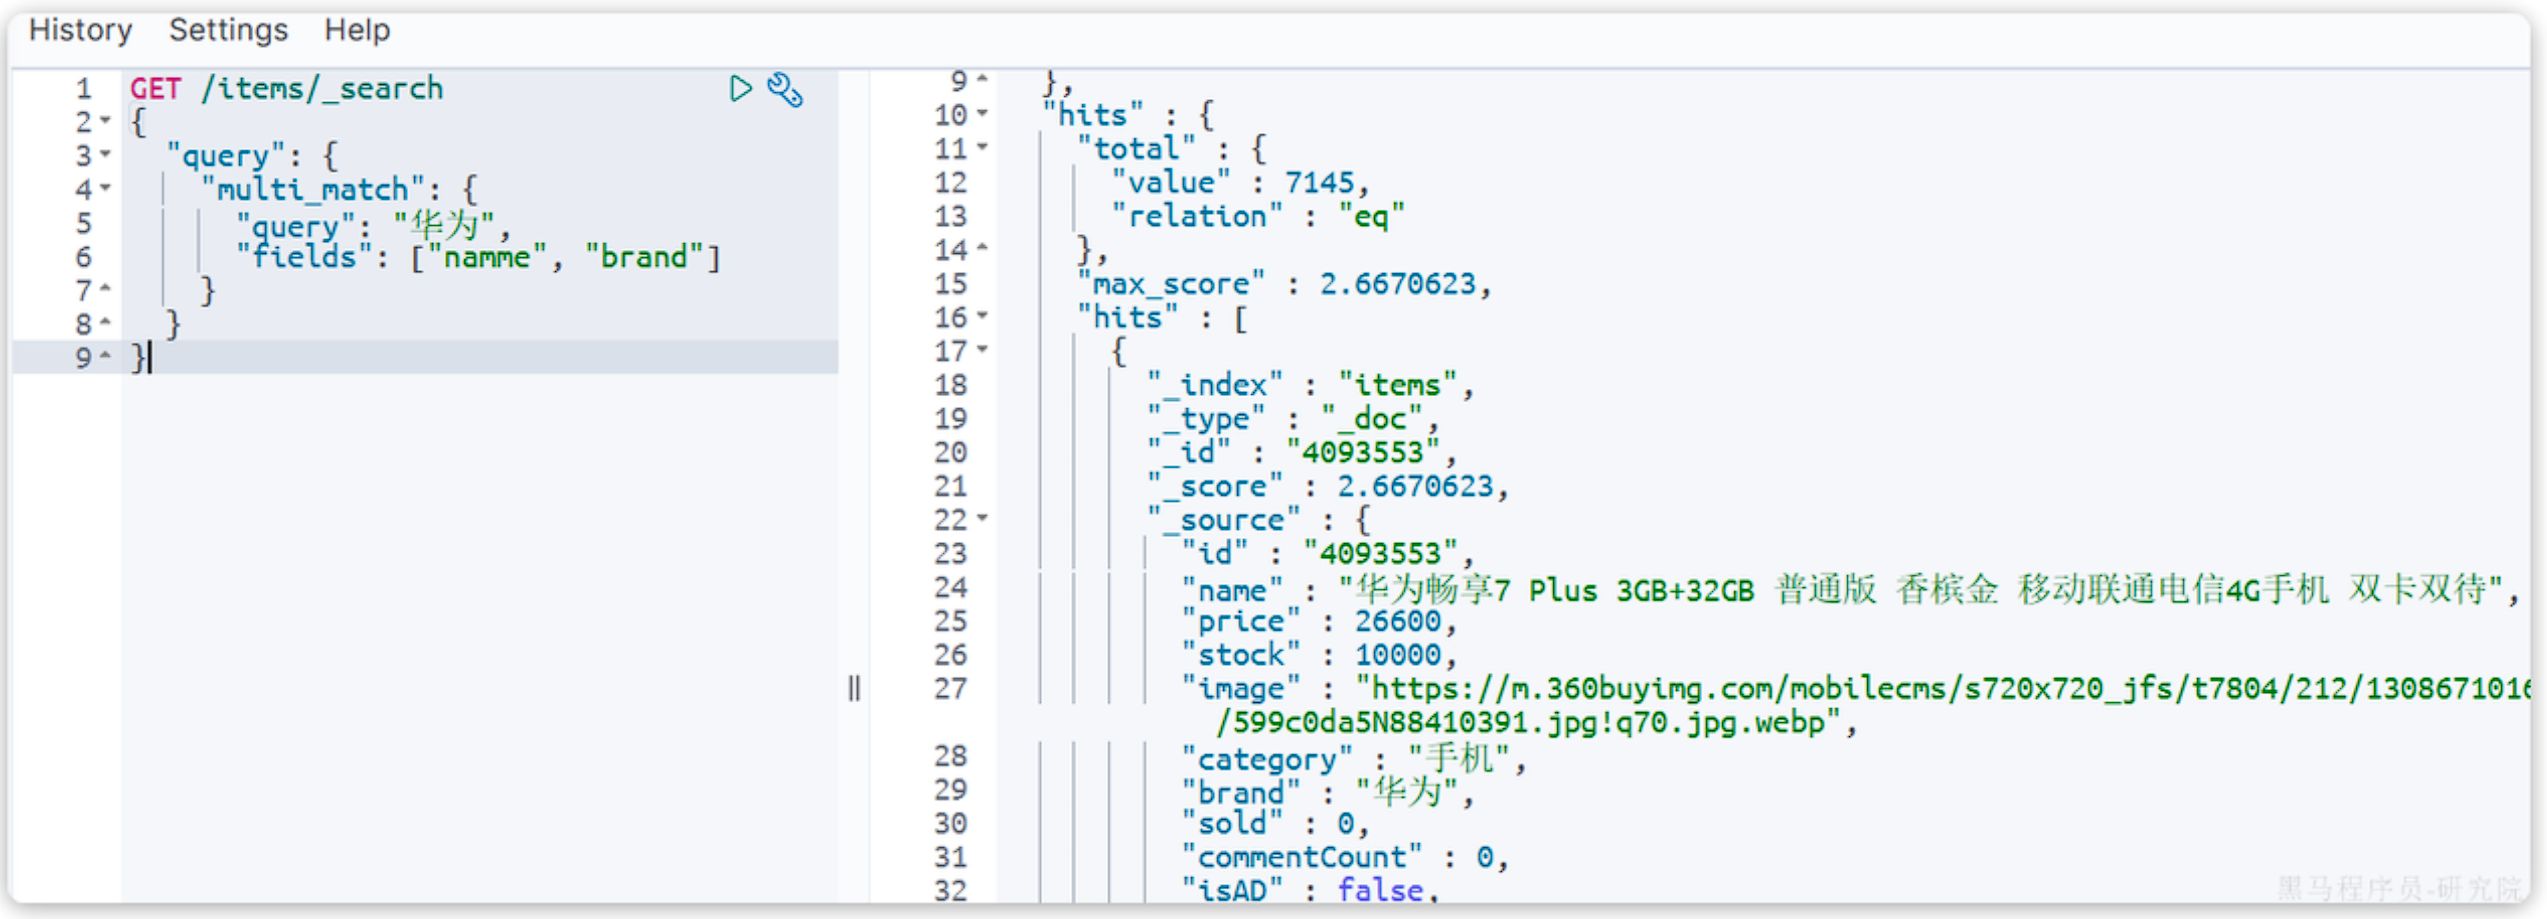 History Settings Help
1 GET /items/_search
2 {
3 "query": {
4 "multi_match": {
5 "query": "华为",
6 "fields": ["namme", "brand"]
7 }
8 }
9 }
9 },
10 "hits" : {
11 "total" : {
12 "value" : 7145,
13 "relation" : "eq"
14 },
15 "max_score" : 2.6670623,
16 "hits" : [
17 {
18 "_index" : "items",
19 "_type" : "_doc",
20 "_id" : "4093553",
21 "_score" : 2.6670623,
22 "_source" : {
23 "id" : "4093553",
24 "name" : "华为畅享7 Plus 3GB+32GB 普通版 香槟金 移动联通电信4G手机 双卡双待",
25 "price" : 26600,
26 "stock" : 10000,
27 "image" : "https://m.360buyimg.com/mobilecms/s720x720_jfs/t7804/212/1308671016
/599c0da5N88410391.jpg!q70.jpg.webp",
28 "category" : "手机",
29 "brand" : "华为",
30 "sold" : 0,
31 "commentCount" : 0,
32 "isAD" : false,
黑马程序员-研究院